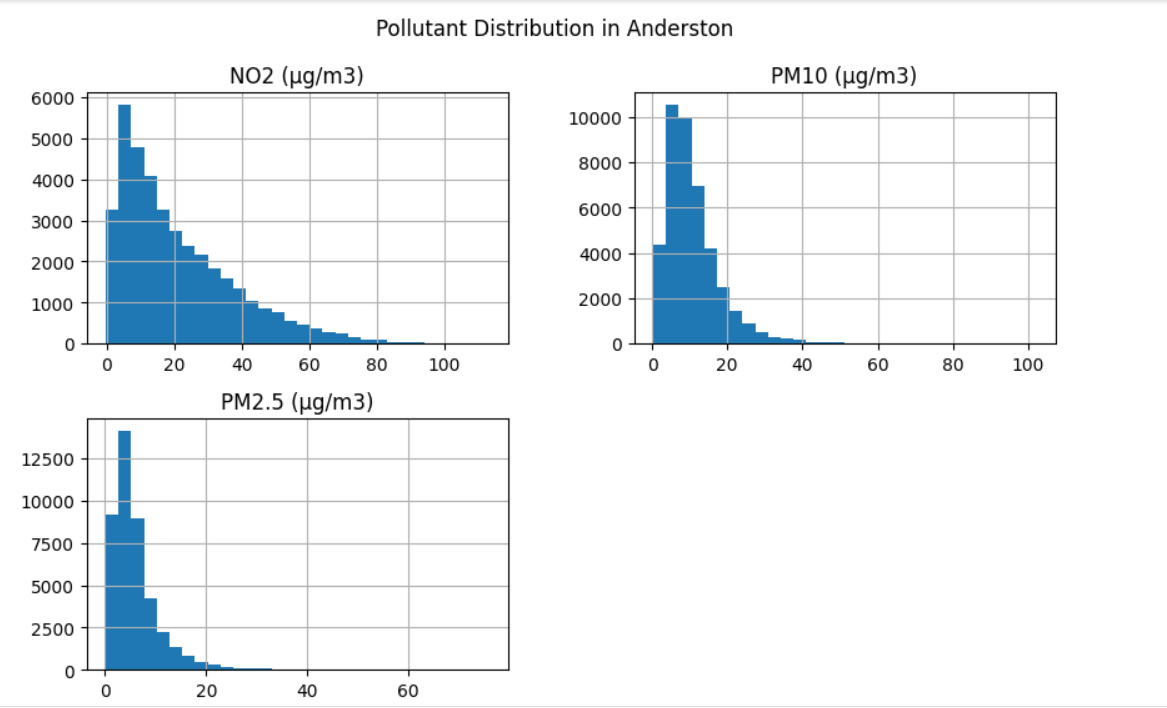 Pollutant Distribution in Anderston
NO2 (µg/m3)
6000
5000
4000
3000
2000
1000
0
0 20 40 60 80 100
PM10 (µg/m3)
10000
8000
6000
4000
2000
0
0 20 40 60 80 100
PM2.5 (µg/m3)
12500
10000
7500
5000
2500
0
0 20 40 60